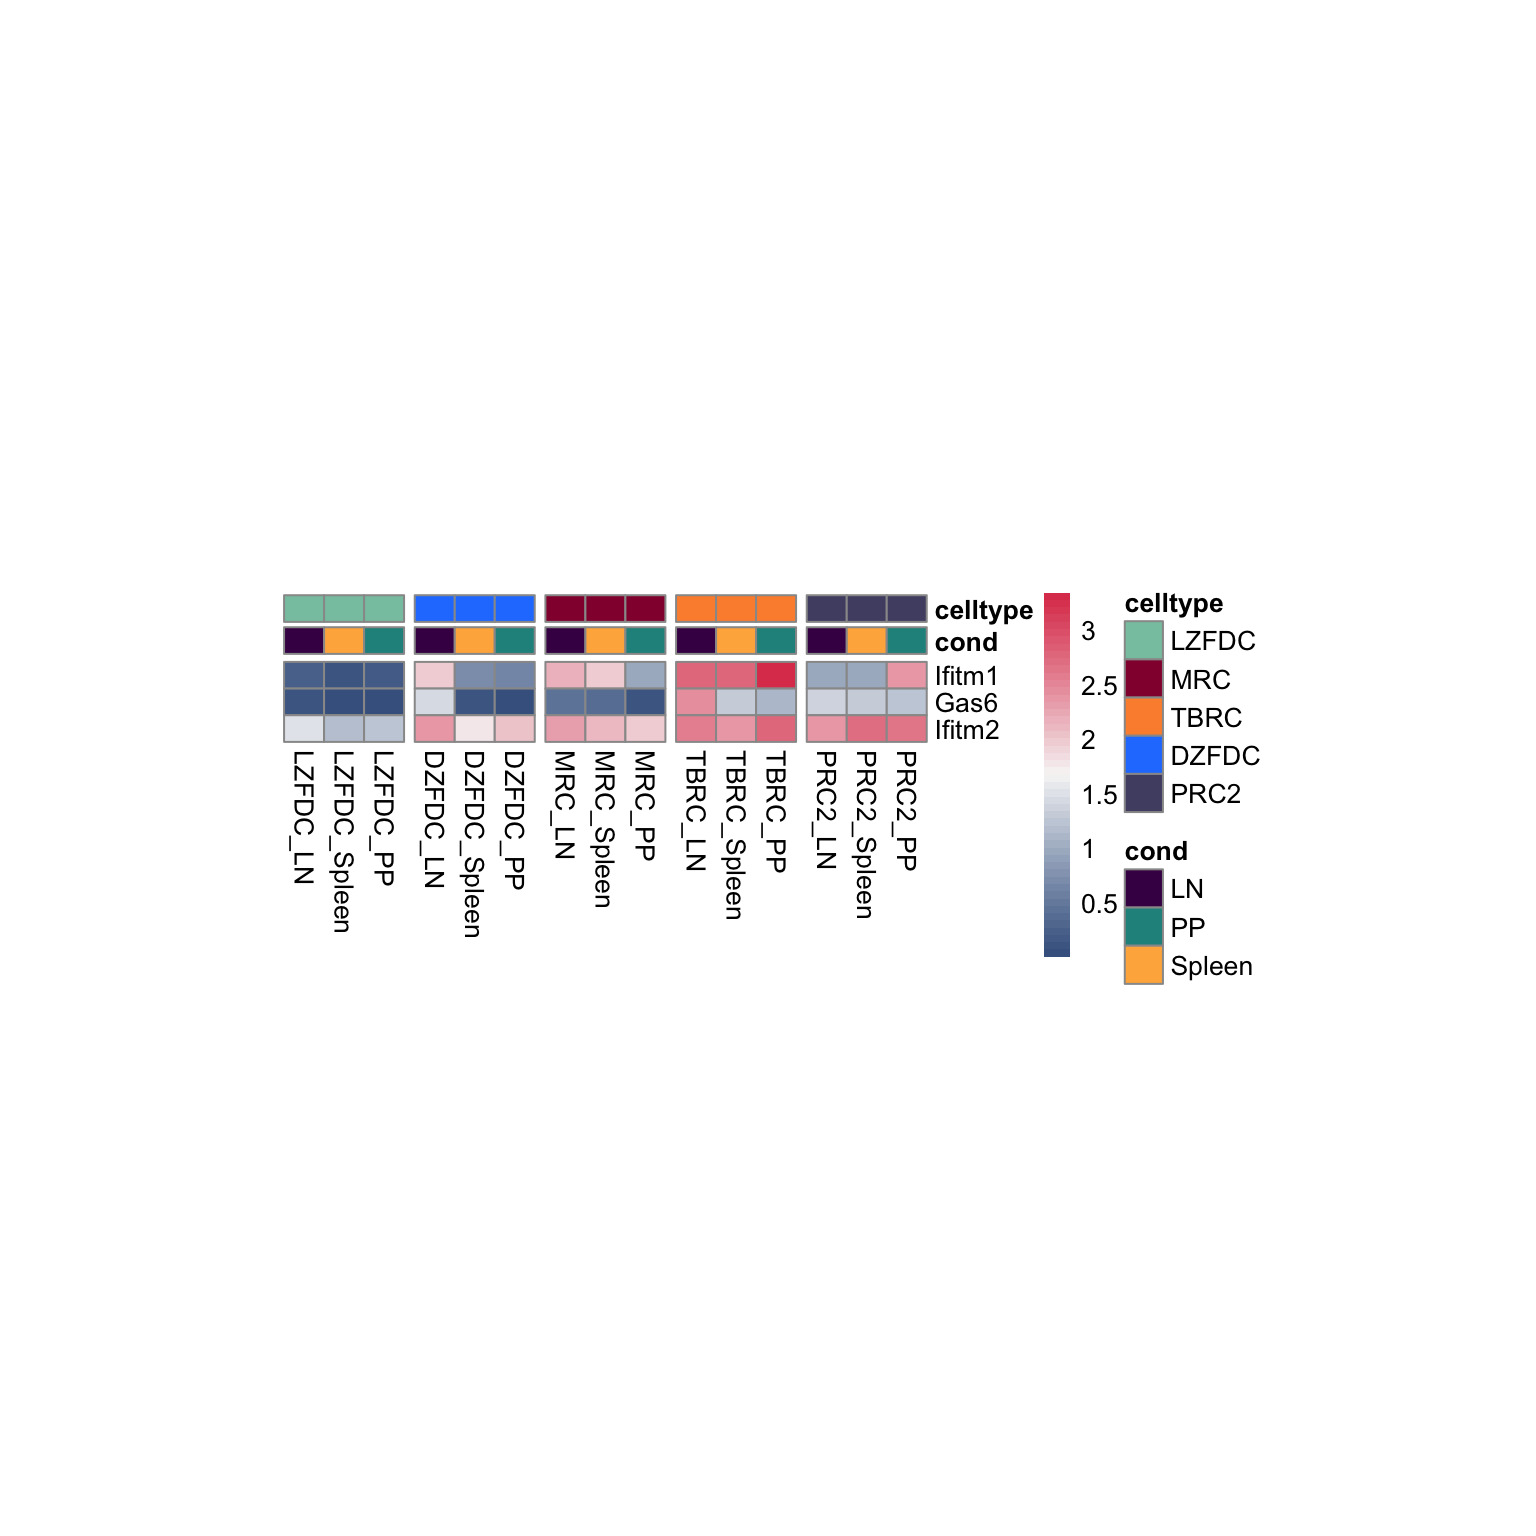 celltype
cond
Ifitm1
Gas6
Ifitm2
LZFDC_LN
LZFDC_Spleen
LZFDC_PP
DZFDC_LN
DZFDC_Spleen
DZFDC_PP
MRC_LN
MRC_Spleen
MRC_PP
TBRC_LN
TBRC_Spleen
TBRC_PP
PRC2_LN
PRC2_Spleen
PRC2_PP
3
2.5
2
1.5
1
0.5
celltype
LZFDC
MRC
TBRC
DZFDC
PRC2
cond
LN
PP
Spleen